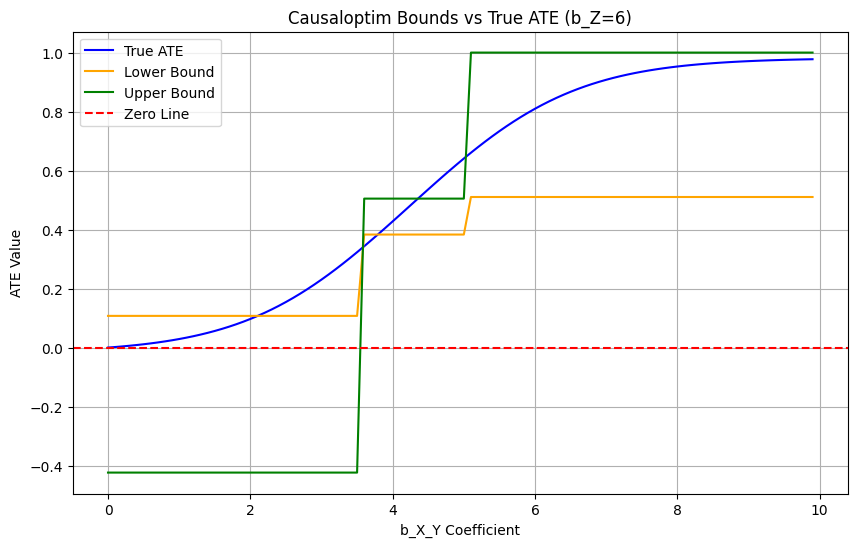 Causaloptim Bounds vs True ATE (b_Z=6)
True ATE
Lower Bound
Upper Bound
Zero Line
ATE Value
1.0
0.8
0.6
0.4
0.2
0.0
−0.2
−0.4
0
2
4
6
8
10
b_X_Y Coefficient